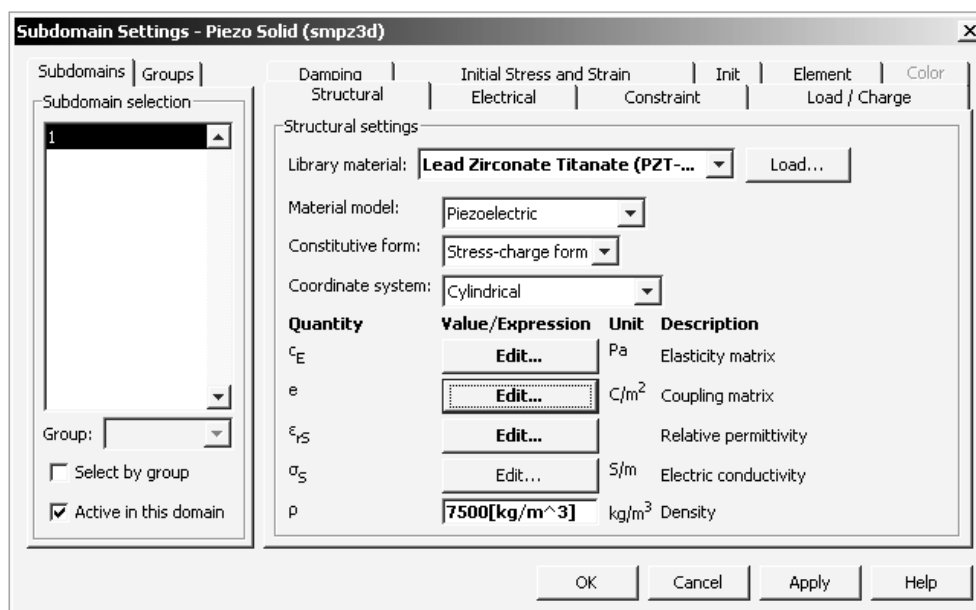 Subdomain Settings - Piezo Solid (smpz3d)
Subdomains Groups
Subdomain selection
1
Group:
Select by group
Active in this domain
Damping Initial Stress and Strain Init Element Color
Structural Electrical Constraint Load / Charge
Structural settings
Library material: Lead Zirconate Titanate (PZT-... Load...
Material model: Piezoelectric
Constitutive form: Stress-charge form
Coordinate system: Cylindrical
Quantity Value/Expression Unit Description
cE Edit... Pa Elasticity matrix
e Edit... C/m² Coupling matrix
εrS Edit... Relative permittivity
σS Edit... S/m Electric conductivity
ρ 7500[kg/m^3] kg/m³ Density
OK Cancel Apply Help